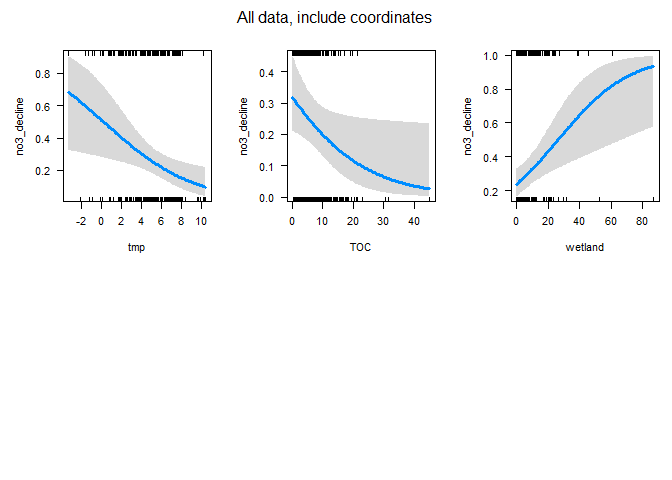 All data, include coordinates
no3_decline
0.8
0.6
0.4
0.2
-2 0 2 4 6 8 10
tmp
no3_decline
0.4
0.3
0.2
0.1
0.0
0 10 20 30 40
TOC
no3_decline
1.0
0.8
0.6
0.4
0.2
0 20 40 60 80
wetland